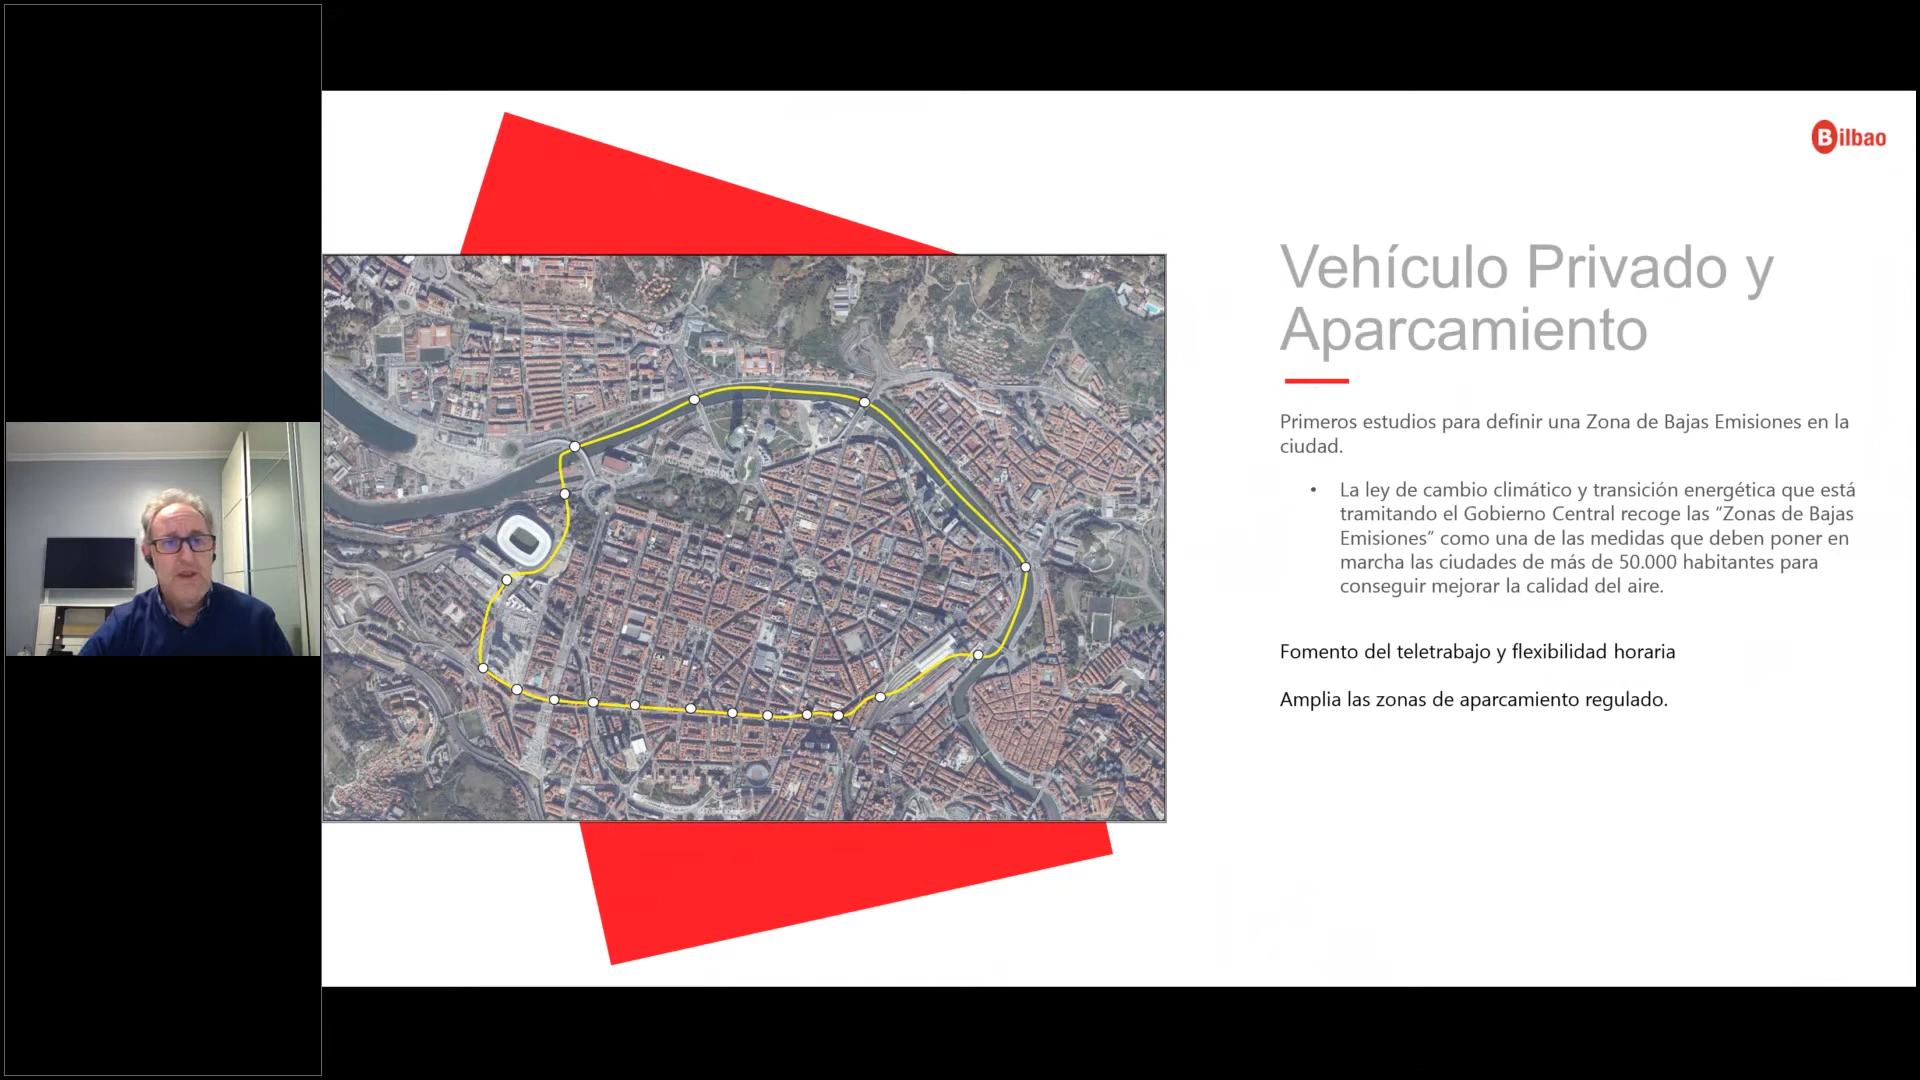 Bilbao
Vehículo Privado y
Aparcamiento
Primeros estudios para definir una Zona de Bajas Emisiones en la
ciudad.
• La ley de cambio climático y transición energética que está
tramitando el Gobierno Central recoge las “Zonas de Bajas
Emisiones” como una de las medidas que deben poner en
marcha las ciudades de más de 50.000 habitantes para
conseguir mejorar la calidad del aire.
Fomento del teletrabajo y flexibilidad horaria
Amplia las zonas de aparcamiento regulado.